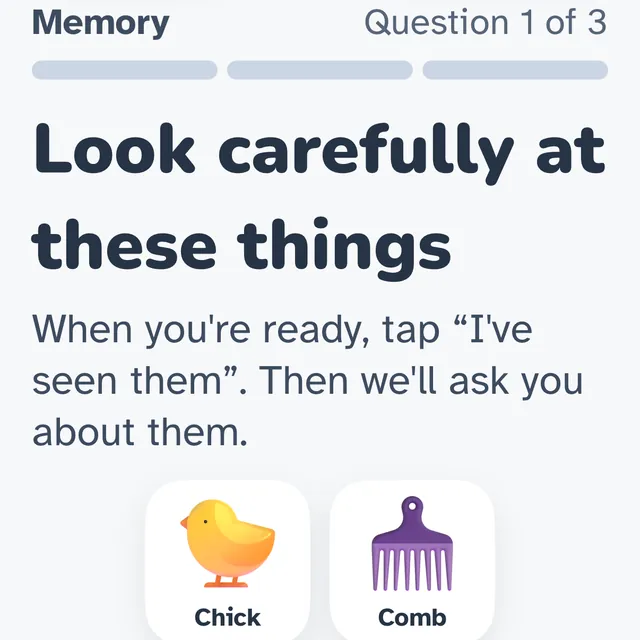 Memory
Question 1 of 3
Look carefully at
these things
When you're ready, tap “I've
seen them”. Then we'll ask you
about them.
Chick
Comb